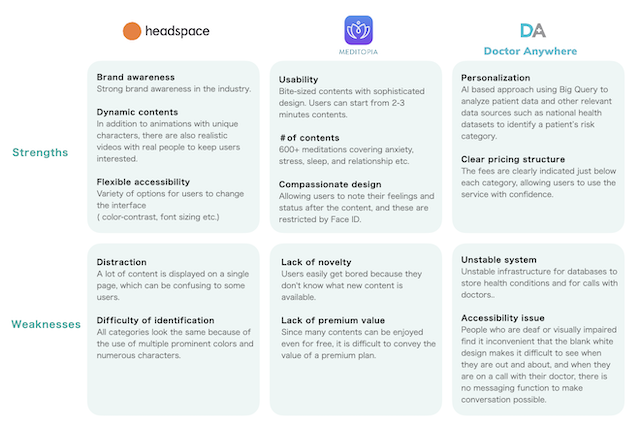 headspace
MEDITOPIA
DA
Doctor Anywhere
Strengths
Brand awareness
Strong brand awareness in the industry.
Dynamic contents
In addition to animations with unique
characters, there are also realistic
videos with real people to keep users
interested.
Flexible accessibility
Variety of options for users to change
the interface
( color-contrast, font sizing etc.)
Usability
Bite-sized contents with sophisticated
design. Users can start from 2-3
minutes contents.
# of contents
600+ meditations covering anxiety,
stress, sleep, and relationship etc.
Compassionate design
Allowing users to note their feelings and
status after the content, and these are
restricted by Face ID.
Personalization
AI based approach using Big Query to
analyze patient data and other relevant
data sources such as national health
datasets to identify a patient's risk
category.
Clear pricing structure
The fees are clearly indicated just below
each category, allowing users to use the
service with confidence.
Weaknesses
Distraction
A lot of content is displayed on a single
page, which can be confusing to some
users.
Difficulty of identification
All categories look the same because of
the use of multiple prominent colors and
numerous characters.
Lack of novelty
Users easily get bored because they
don't know what new content is
available.
Lack of premium value
Since many contents can be enjoyed
even for free, it is difficult to convey the
value of a premium plan.
Unstable system
Unstable infrastructure for databases to
store health conditions and for calls with
doctors..
Accessibility issue
People who are deaf or visually impaired
find it inconvenient that the blank white
design makes it difficult to see when
they are out and about, and when they
are on a call with their doctor, there is
no messaging function to make
conversation possible.